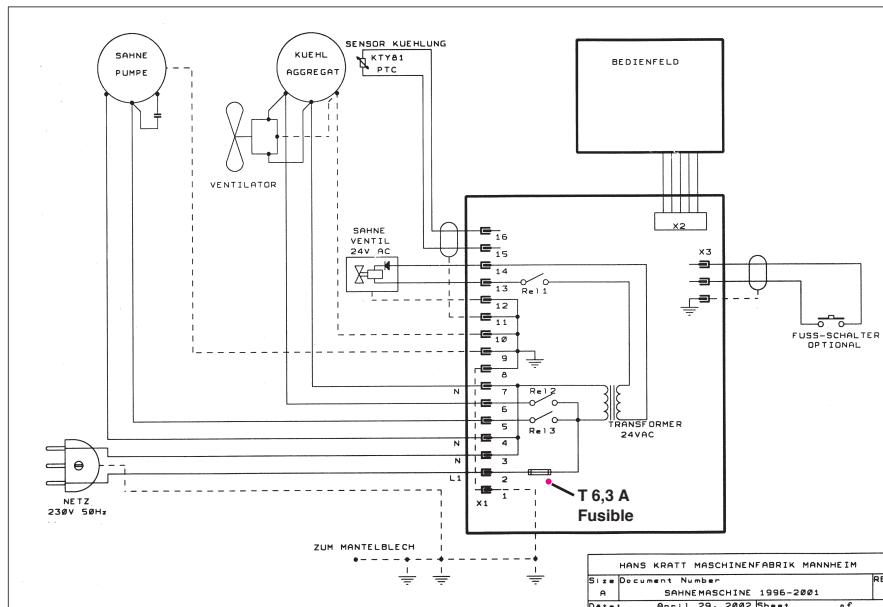 SAHNE
PUMPE
KUEHL
AGGREGAT
SENSOR KUEHLUNG
KTY81
PTC
BEDIENFELD
VENTILATOR
SAHNE
VENTIL
24V AC
X2
X3
16
15
14
13
12
11
10
9
8
7
6
5
4
3
2
1
X1
Rel1
Rel2
Rel3
N
N
N
L1
TRANSFORMER
24VAC
FUSS-SCHALTER
OPTIONAL
NETZ
230V 50Hz
T 6,3 A
Fusible
ZUM MANTELBLECH
HANS KRATT MASCHINENFABRIK MANNHEIM
Size Document Number RE
A SAHNEMASCHINE 1996-2001
Date: April 29, 2002 Sheet of